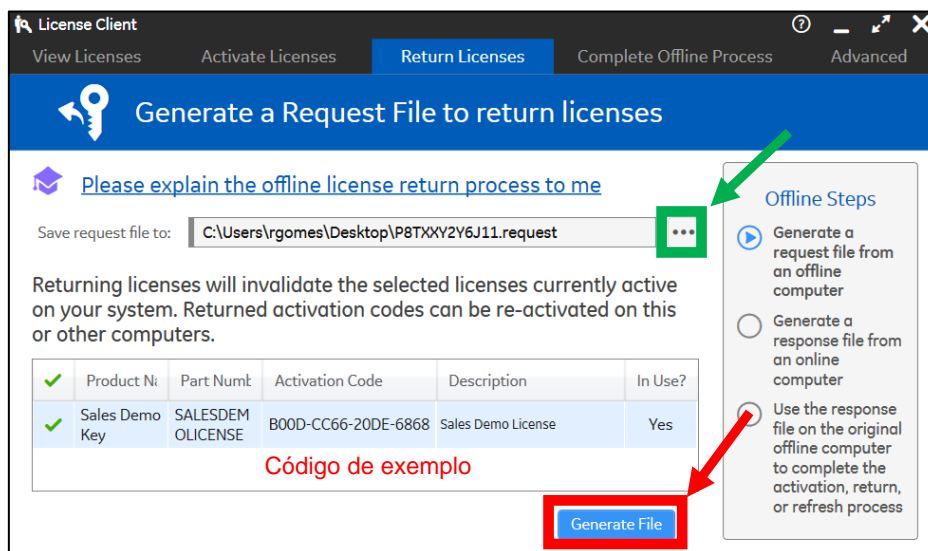 License Client
View Licenses Activate Licenses Return Licenses Complete Offline Process Advanced
Generate a Request File to return licenses
Please explain the offline license return process to me
Save request file to: C:\Users\rgomes\Desktop\P8TXXY2Y6J11.request ...
Returning licenses will invalidate the selected licenses currently active
on your system. Returned activation codes can be re-activated on this
or other computers.
Product Na Part Numb Activation Code Description In Use?
Sales Demo
Key
SALESDEM
OLICENSE
B00D-CC66-20DE-6868
Sales Demo License
Yes
Código de exemplo
Generate File
Offline Steps
Generate a
request file from
an offline
computer
Generate a
response file from
an online
computer
Use the response
file on the original
offline computer
to complete the
activation, return,
or refresh process